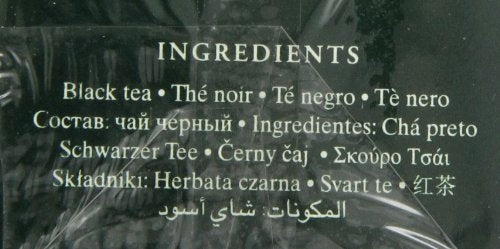 INGREDIENTS
Black tea • Thé noir • Té negro • Tè nero
Состав: чай чёрный • Ingredientes: Chá preto
Schwarzer Tee • Černy čaj • Σκούρο Τσάι
Składniki: Herbata czarna • Svart te • 红茶
المكونات: شاي أسود